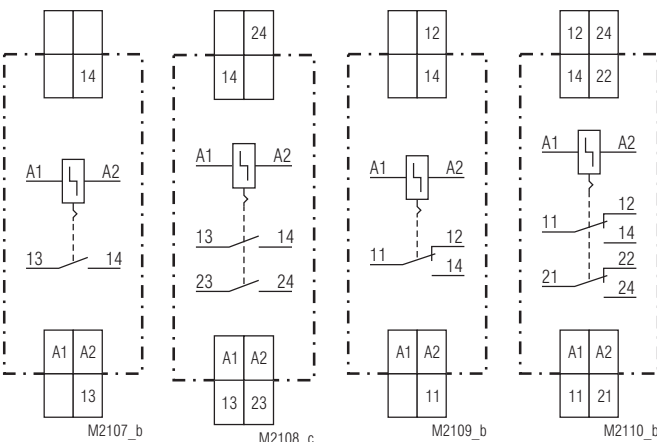 14
A1 A2
13 14
A1 A2
13
M2107_b
24
14
A1 A2
13 14
23 24
A1 A2
13 23
M2108_c
12
14
A1 A2
12
11
14
A1 A2
11
M2109_b
12 24
14 22
A1 A2
12
11
14
22
21
24
A1 A2
11 21
M2110_b